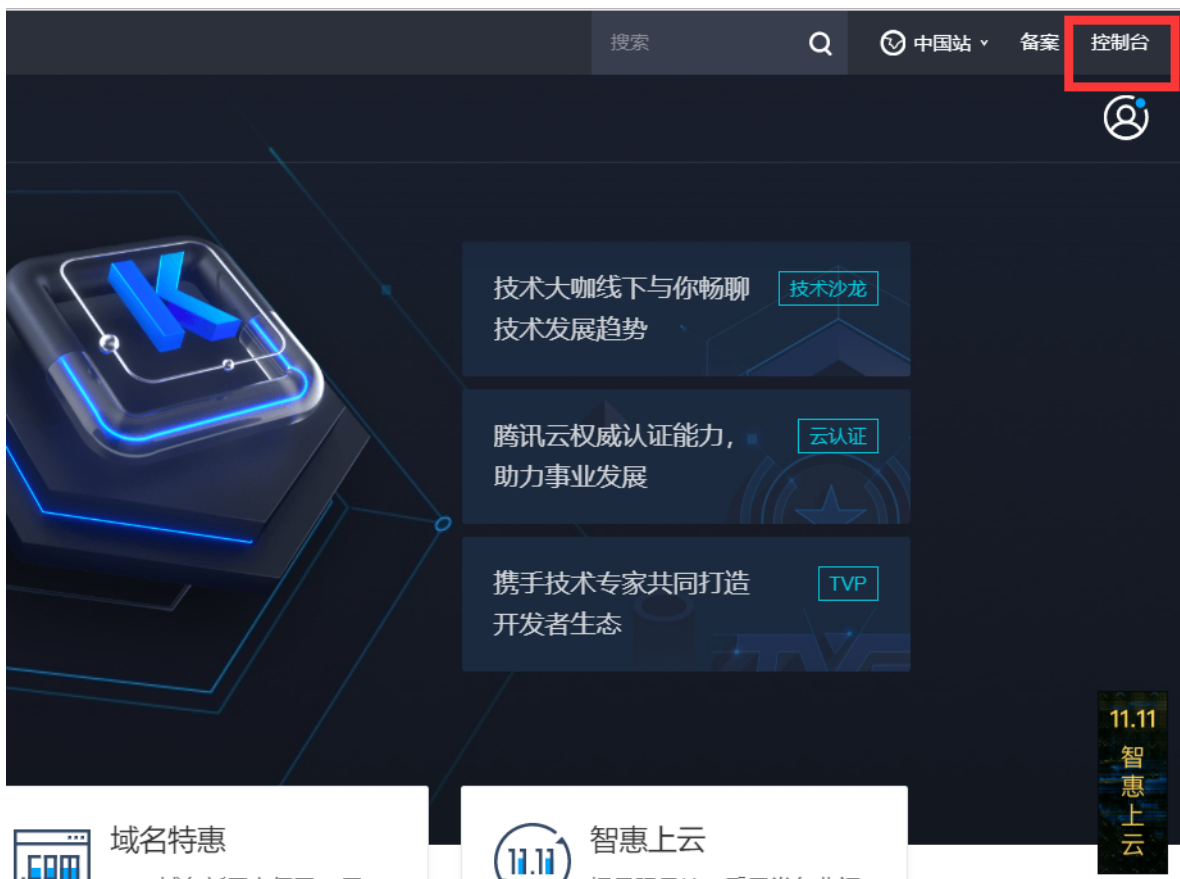 搜索
中国站
备案
控制台
K
技术大咖线下与你畅聊
技术发展趋势
技术沙龙
腾讯云权威认证能力，
助力事业发展
云认证
携手技术专家共同打造
开发者生态
TVP
11.11
智
惠
上
云
域名特惠
11.11
智惠上云